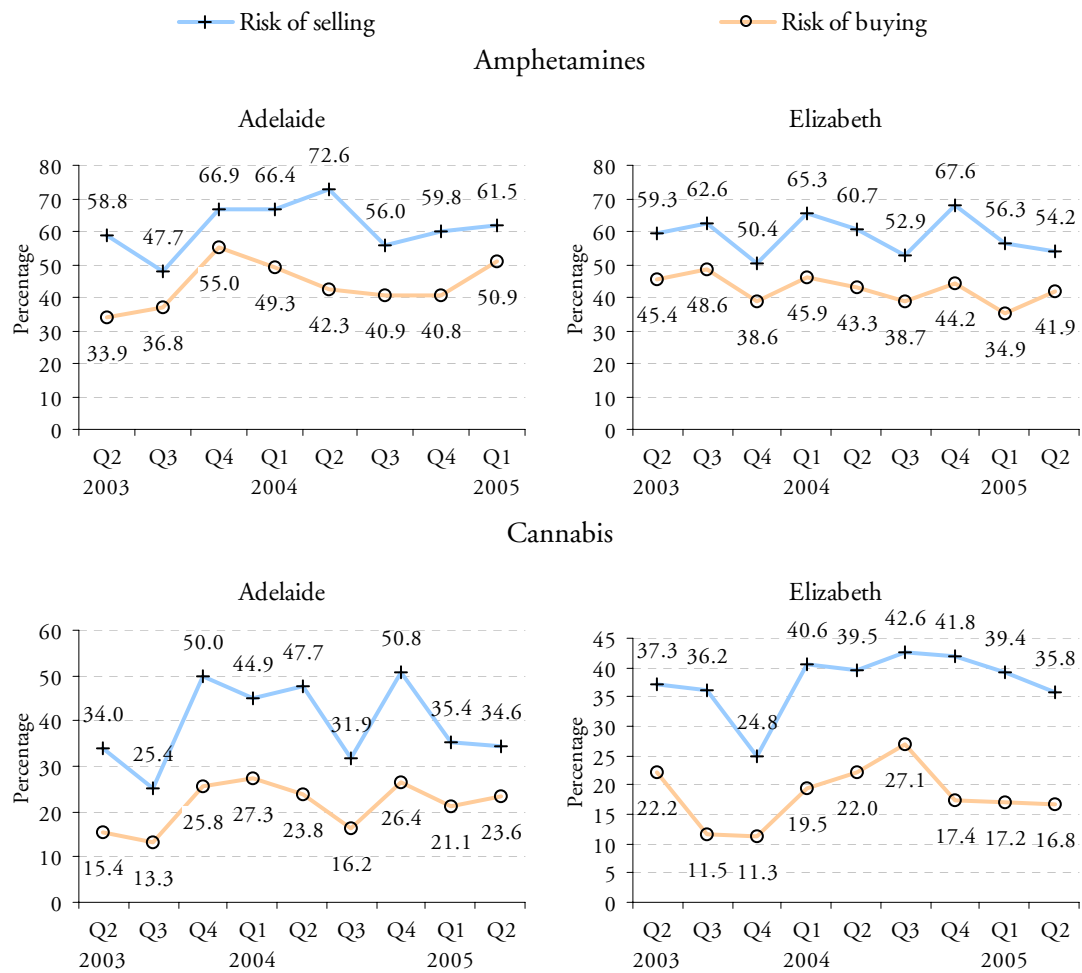 Risk of selling Risk of buying
Amphetamines
Adelaide
Percentage
80
70
60
50
40
30
20
10
0
58.8 47.7 66.9 66.4 72.6 56.0 59.8 61.5
33.9 36.8 55.0 49.3 42.3 40.9 40.8 50.9
Q2 Q3 Q4 Q1 Q2 Q3 Q4 Q1
2003 2004 2005
Elizabeth
Percentage
80
70
60
50
40
30
20
10
0
59.3 62.6 50.4 65.3 60.7 52.9 67.6 56.3 54.2
45.4 48.6 38.6 45.9 43.3 38.7 44.2 34.9 41.9
Q2 Q3 Q4 Q1 Q2 Q3 Q4 Q1 Q2
2003 2004 2005
Cannabis
Adelaide
Percentage
60
50
40
30
20
10
0
34.0 25.4 50.0 44.9 47.7 31.9 50.8 35.4 34.6
15.4 13.3 25.8 27.3 23.8 16.2 26.4 21.1 23.6
Q2 Q3 Q4 Q1 Q2 Q3 Q4 Q1 Q2
2003 2004 2005
Elizabeth
Percentage
45
40
35
30
25
20
15
10
5
0
37.3 36.2 24.8 40.6 39.5 42.6 41.8 39.4 35.8
22.2 11.5 11.3 19.5 22.0 27.1 17.4 17.2 16.8
Q2 Q3 Q4 Q1 Q2 Q3 Q4 Q1 Q2
2003 2004 2005